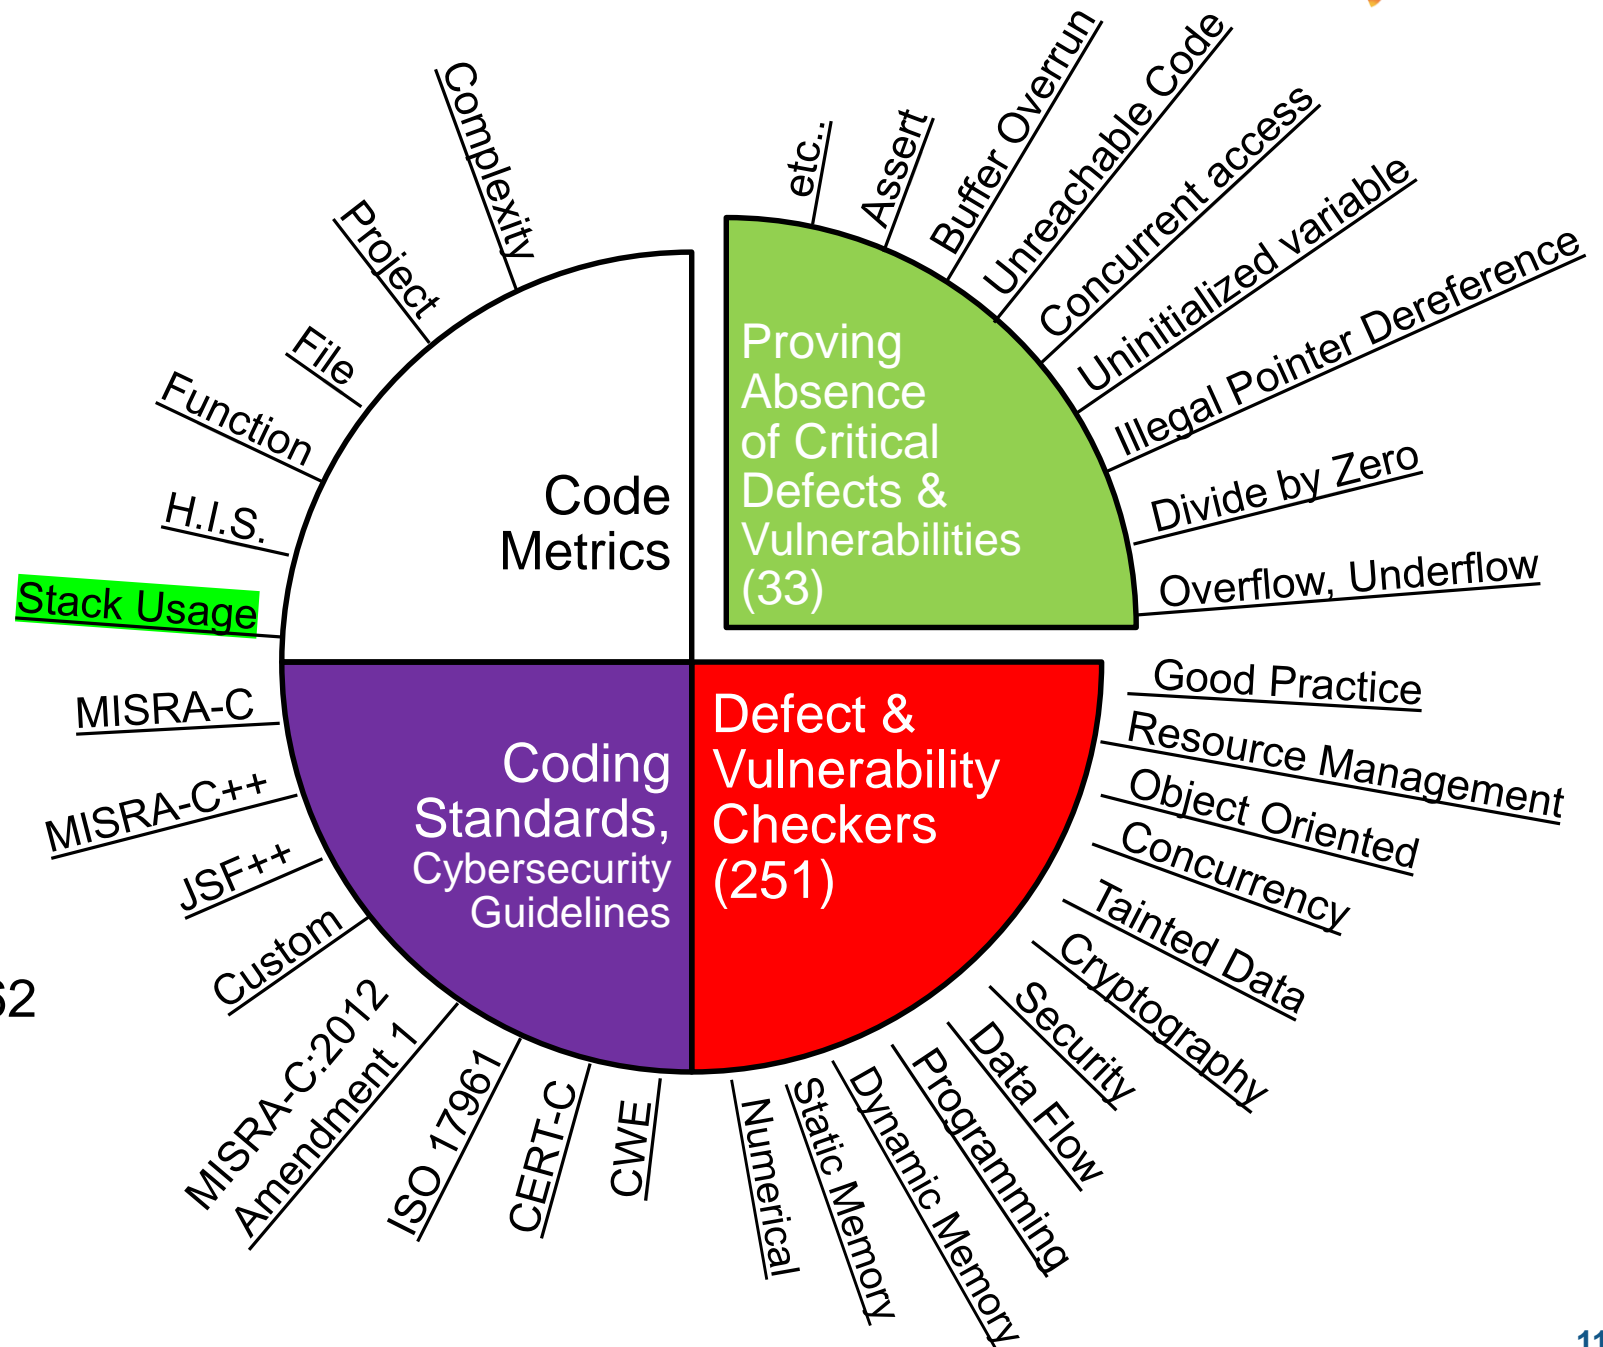 Complexity
Project
File
Function
H.I.S.
Stack Usage
Code
Metrics
etc..
Assert
Buffer Overrun
Unreachable Code
Concurrent access
Uninitialized variable
Illegal Pointer Dereference
Divide by Zero
Overflow, Underflow
Proving
Absence
of Critical
Defects &
Vulnerabilities
(33)
MISRA-C
MISRA-C++
JSF++
Custom
MISRA-C:2012
Amendment 1
ISO 17961
CERT-C
CWE
Coding
Standards,
Cybersecurity
Guidelines
Defect &
Vulnerability
Checkers
(251)
Good Practice
Resource Management
Object Oriented
Concurrency
Tainted Data
Cryptography
Security
Data Flow
Programming
Dynamic Memory
Static Memory
Numerical
62
11